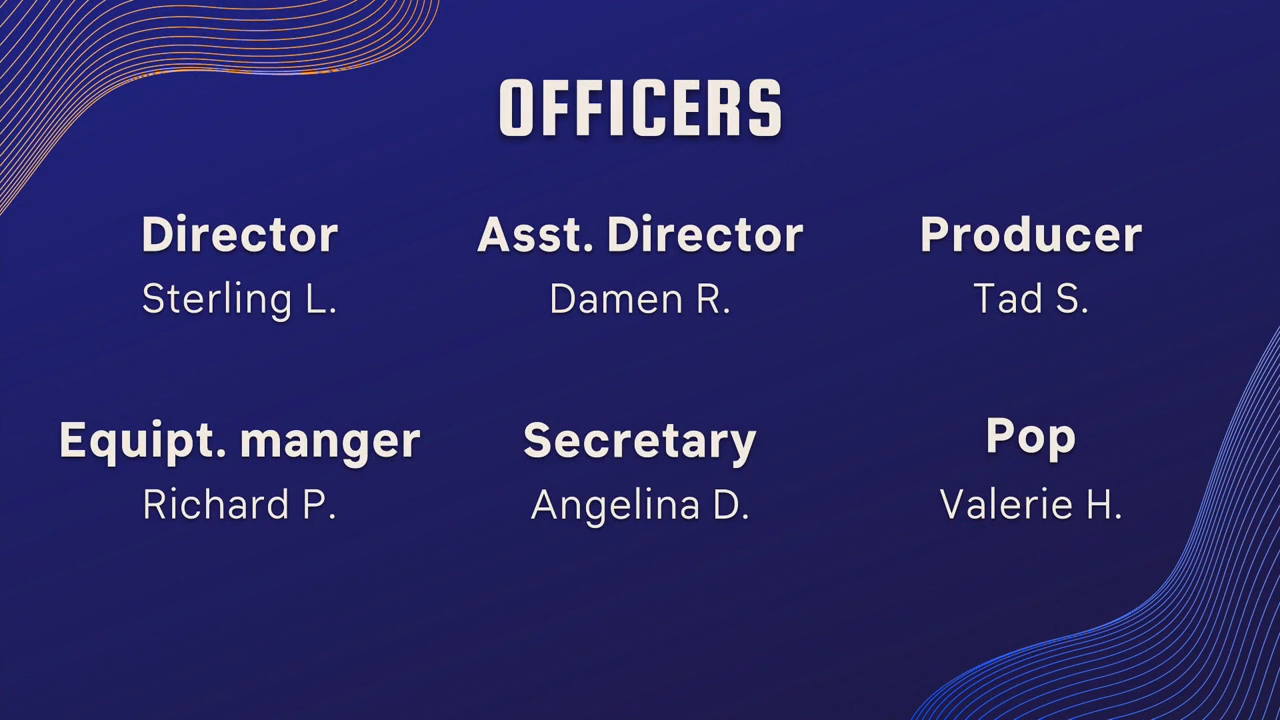 OFFICERS
Director
Sterling L.
Asst. Director
Damen R.
Producer
Tad S.
Equipt. manger
Richard P.
Secretary
Angelina D.
Pop
Valerie H.